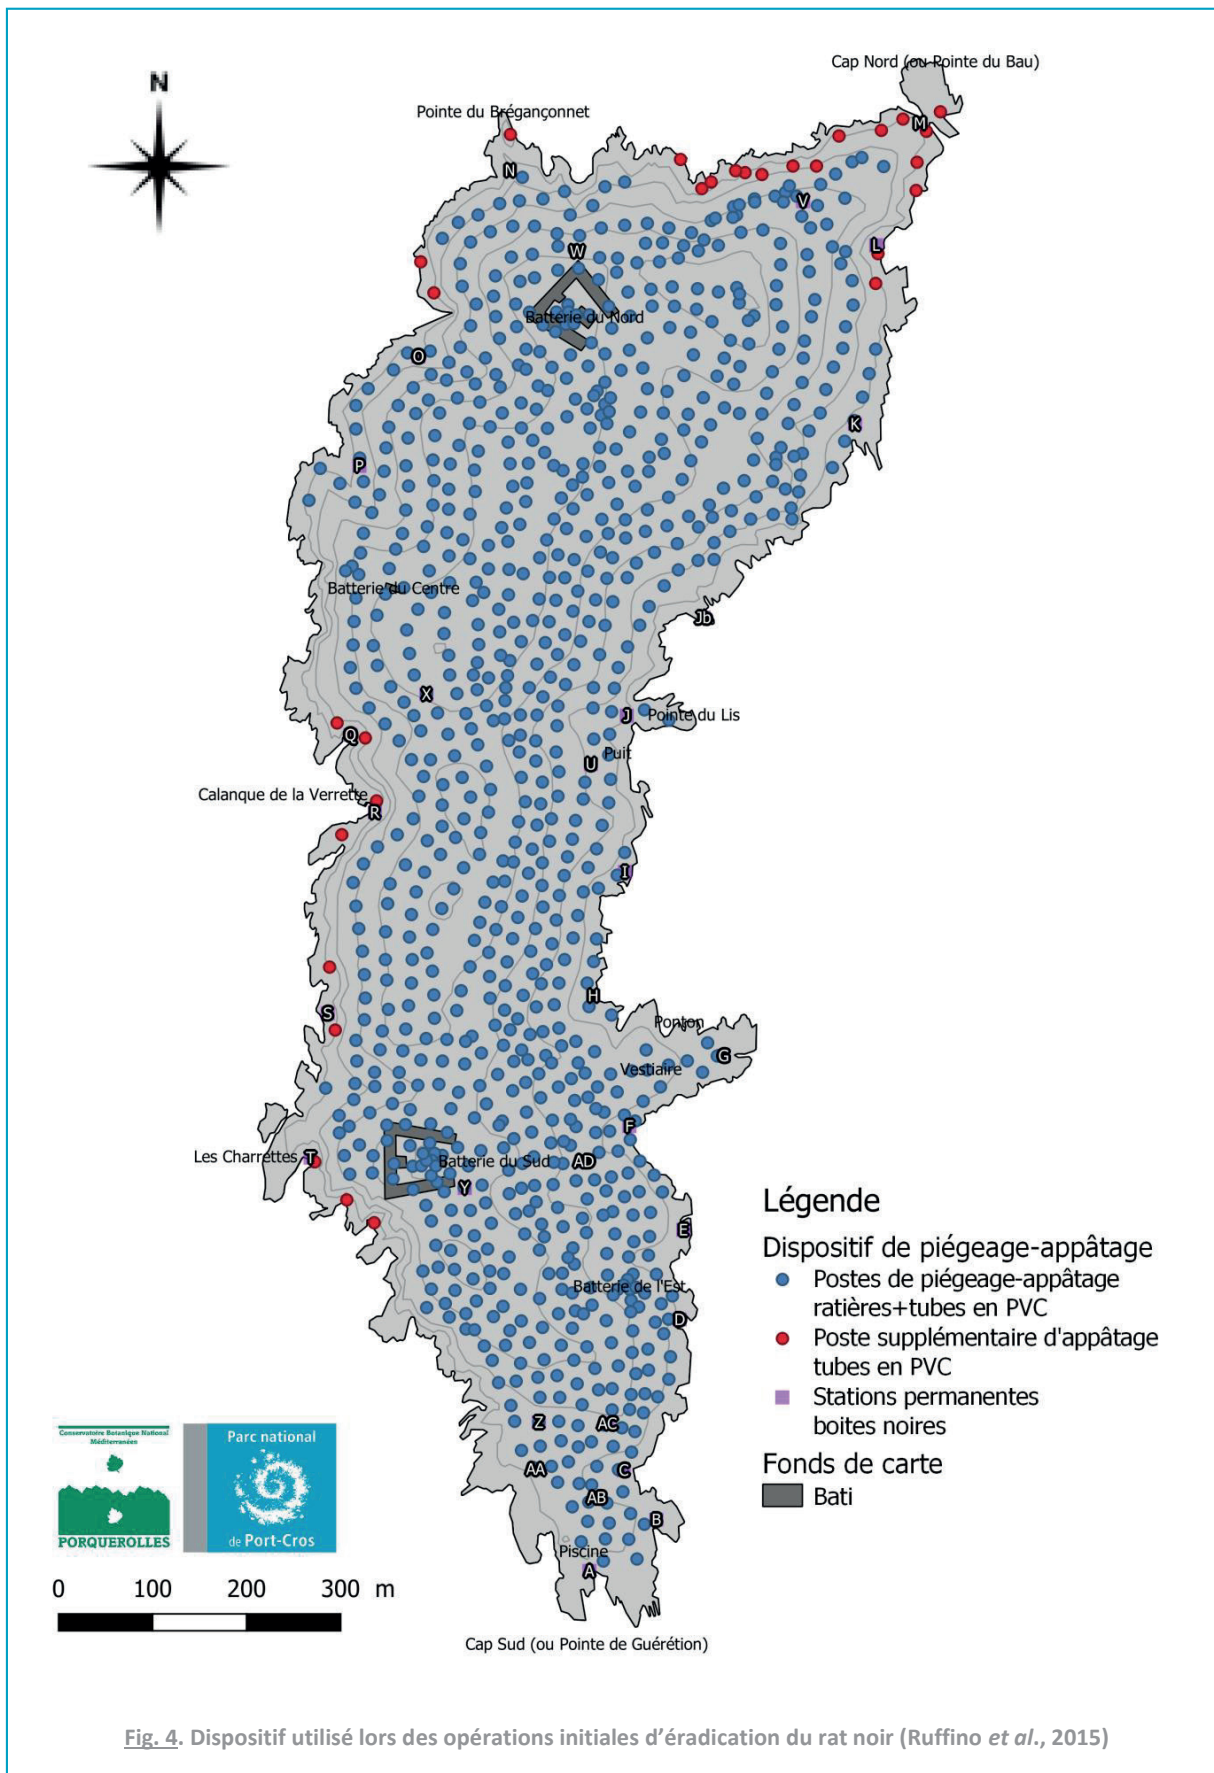 Cap Nord (ou Pointe du Bau)
N
Pointe du Brégançonnet
M
N
V
L
W
Batterie du Nord
O
K
P
Batterie du Centre
Jb
X
J
Pointe du Lis
Q
Puit
U
Calanque de la Verrette
R
I
H
S
Ponton
G
Vestiaire
F
Les Charrettes
T
Batterie du Sud
AD
Y
E
Batterie de l'Est
D
Z
AC
AA
C
AB
B
Piscine
A
Cap Sud (ou Pointe de Guérétion)
Légende
Dispositif de piégeage-appâtage
Postes de piégeage-appâtage
ratières+tubes en PVC
Poste supplémentaire d'appâtage
tubes en PVC
Stations permanentes
boites noires
Fonds de carte
Bati
Conservatoire Botanique National
Méditerranéen
PORQUEROLLES
Parc national
de Port-Cros
0 100 200 300 m
Fig. 4. Dispositif utilisé lors des opérations initiales d’éradication du rat noir (Ruffino et al., 2015)